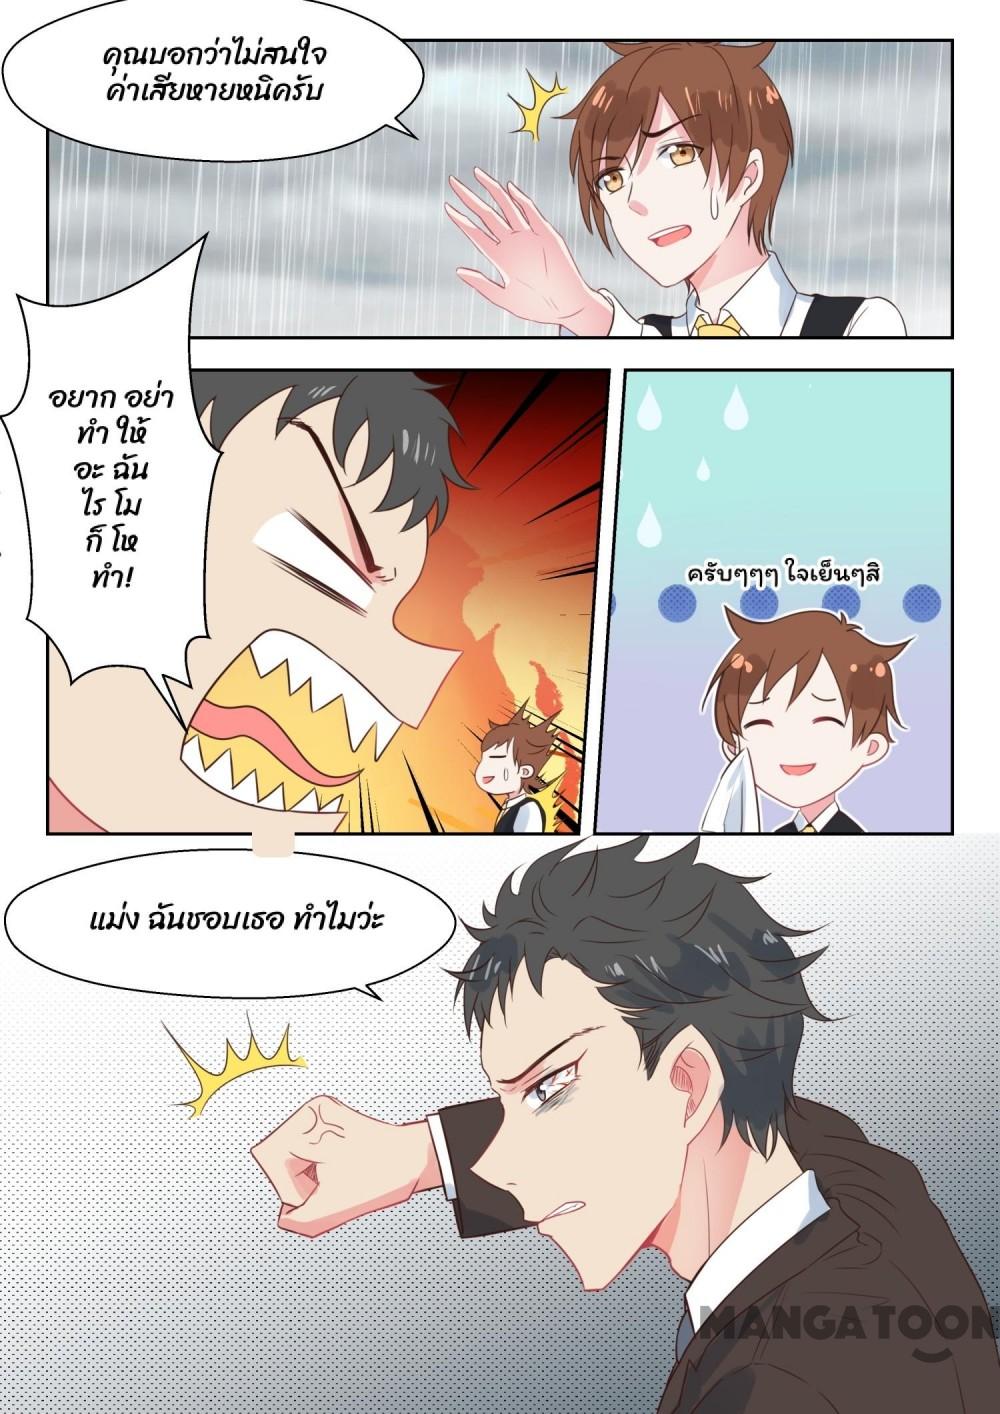 คุณบอกว่าไม่สนใจ
ค่าเสียหายหนิครับ
อยาก อย่า
ทำ ให้
อะ ฉัน
ไร โม
ก็ โห
ทำ!
ครับๆๆๆ ใจเย็นๆสิ
แม่ง ฉันชอบเธอ ทำไมว่ะ
MANGATOON